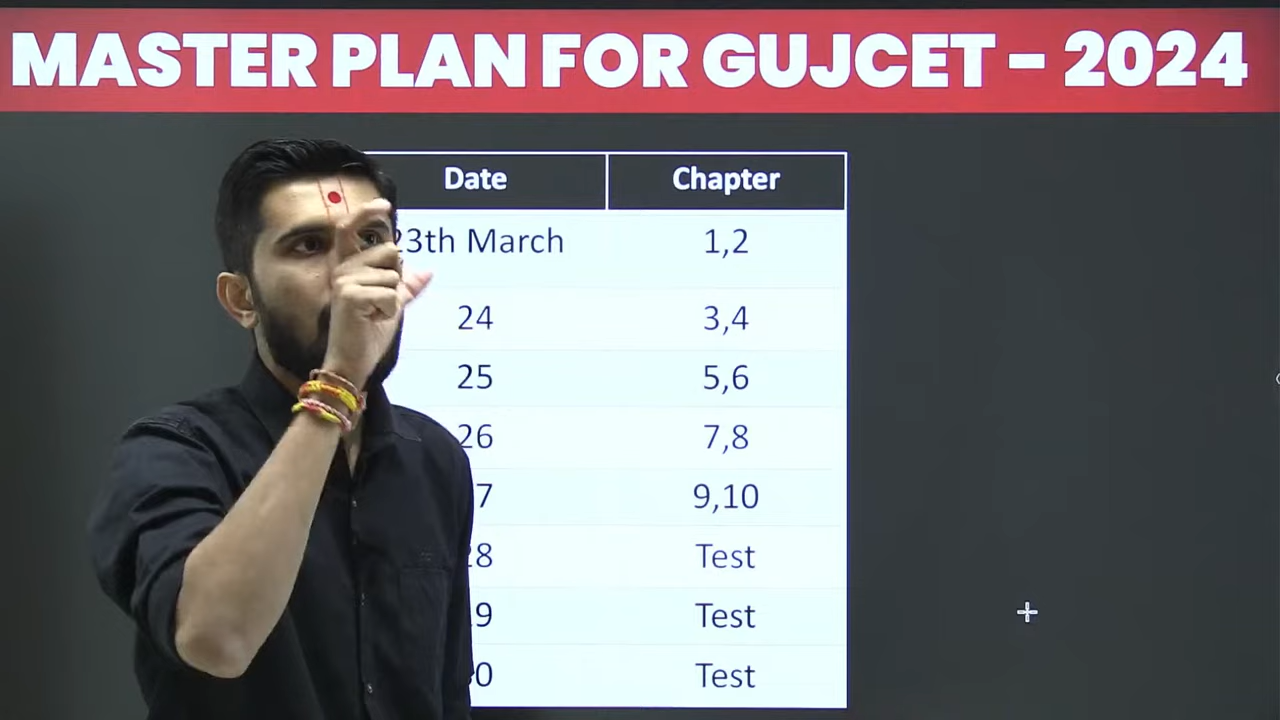 MASTER PLAN FOR GUJCET - 2024
Date Chapter
23th March 1,2
24 3,4
25 5,6
26 7,8
7 9,10
28 Test
9 Test
0 Test